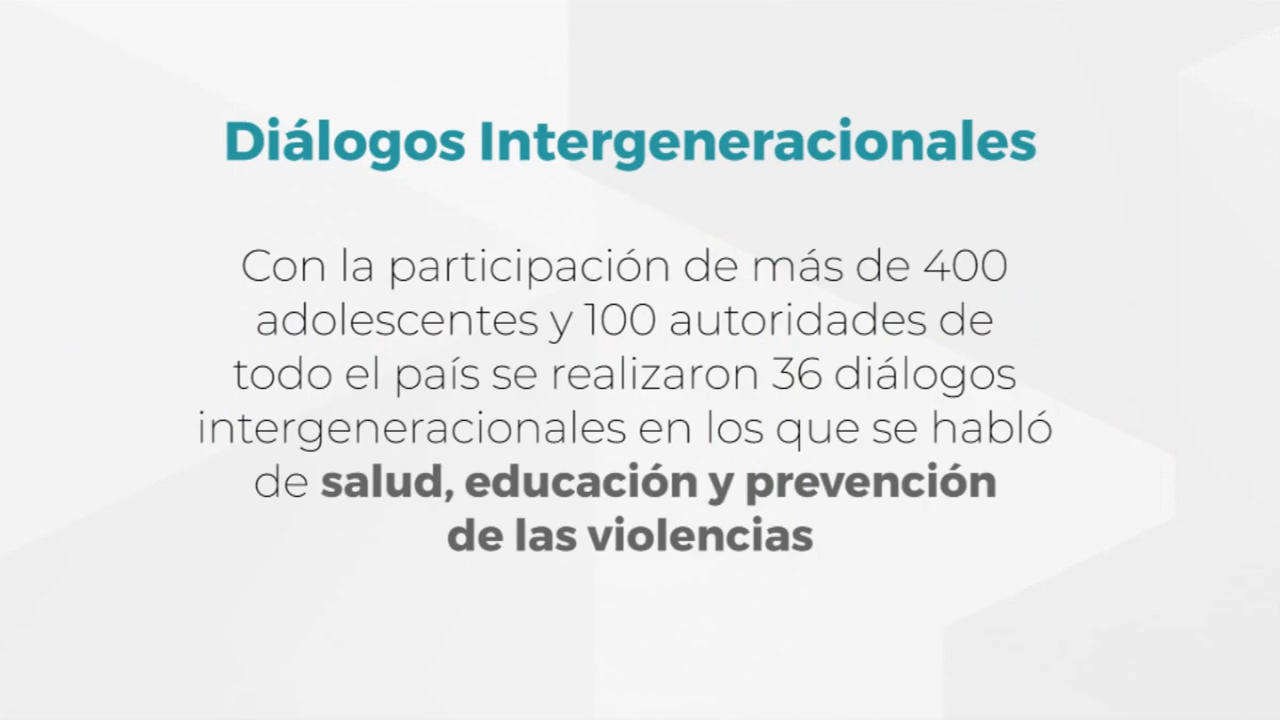 Diálogos Intergeneracionales
Con la participación de más de 400
adolescentes y 100 autoridades de
todo el país se realizaron 36 diálogos
intergeneracionales en los que se habló
de salud, educación y prevención
de las violencias